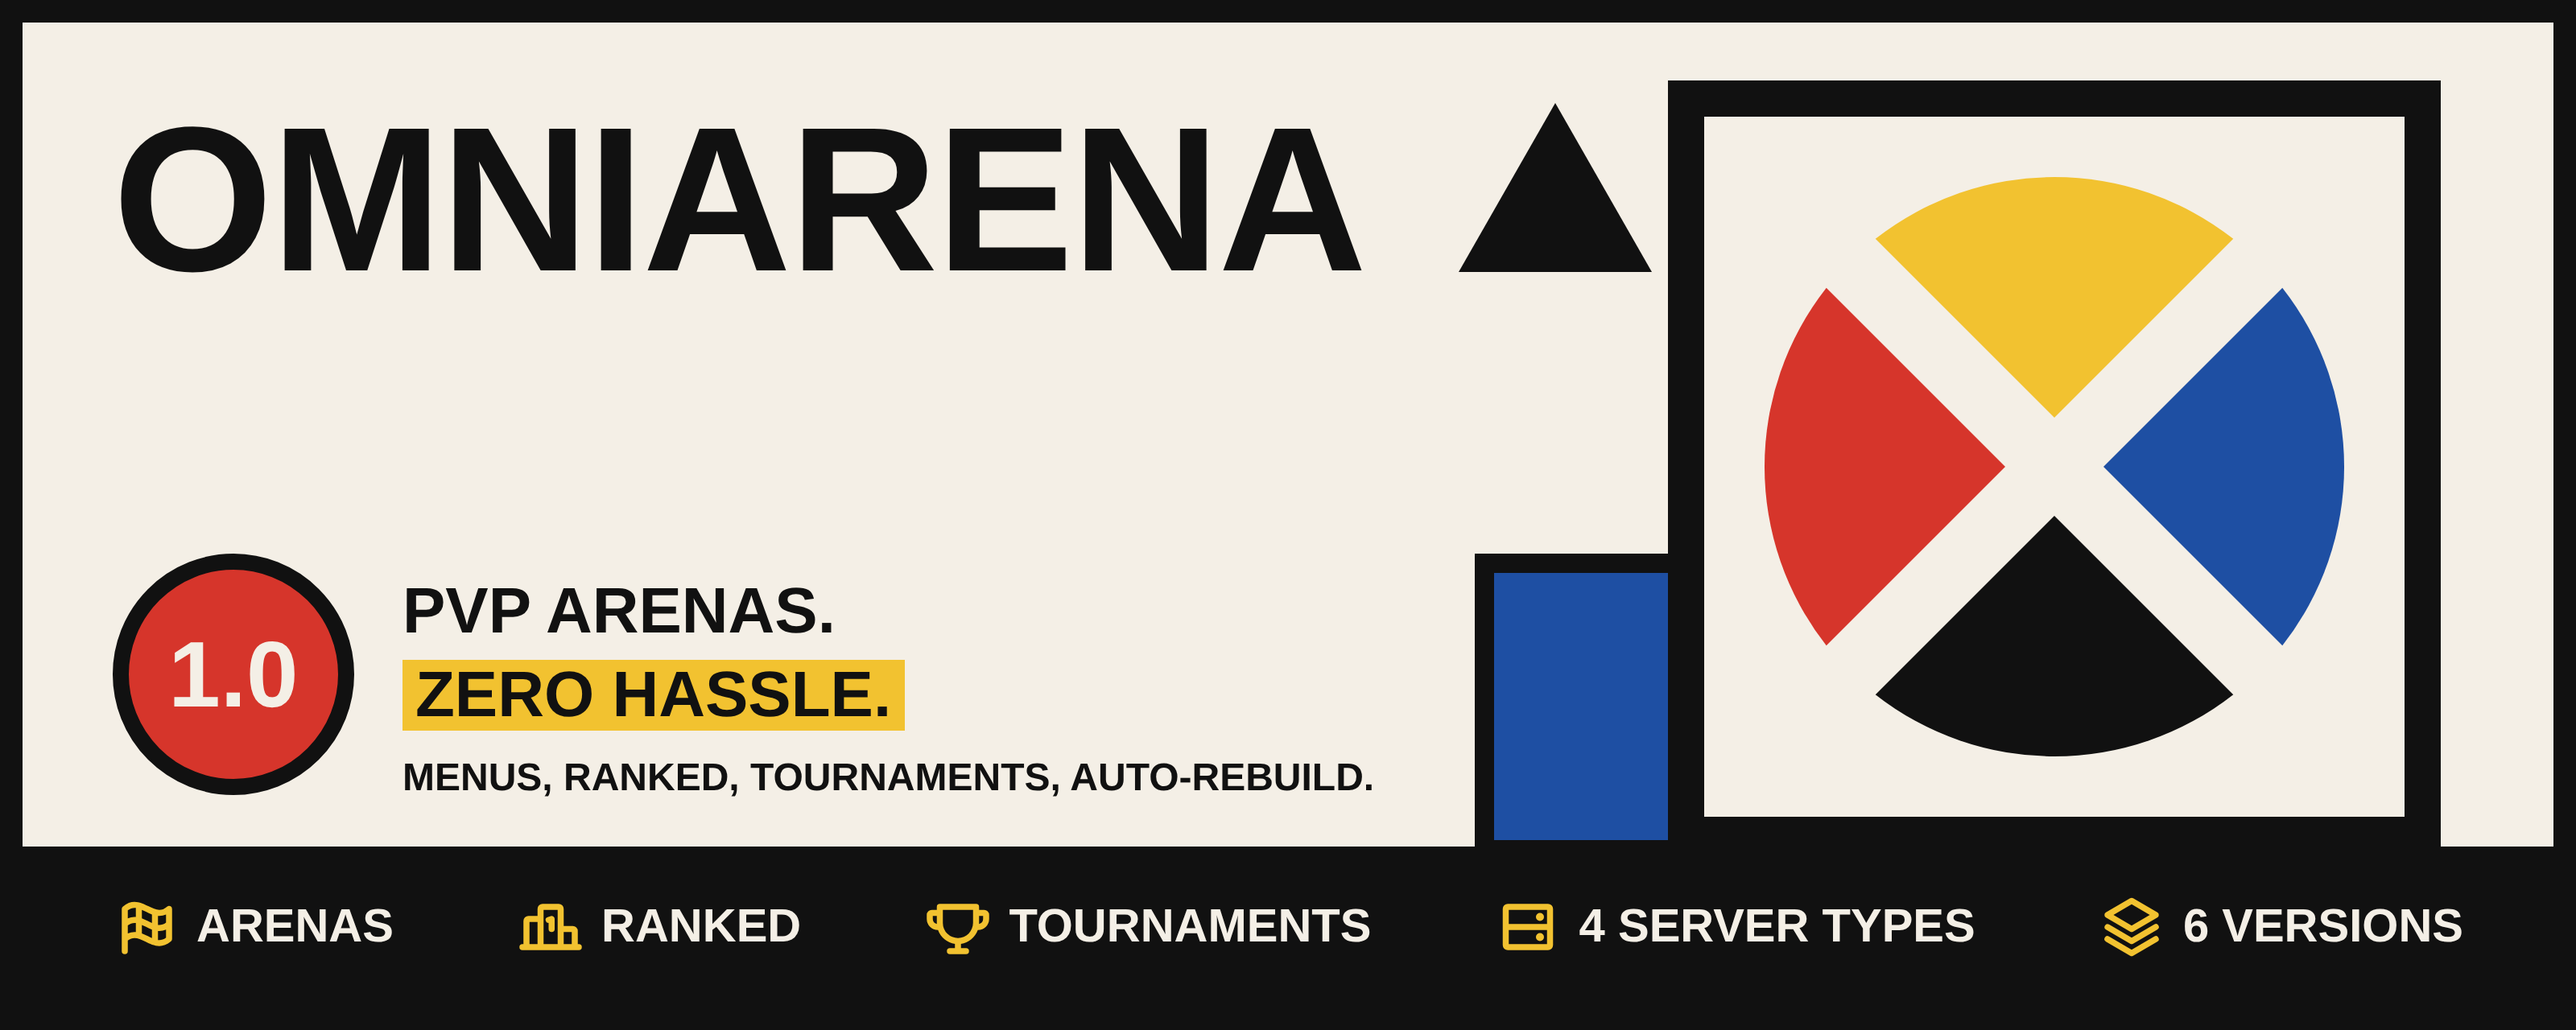 OMNIARENA
1.0
PVP ARENAS.
ZERO HASSLE.
MENUS, RANKED, TOURNAMENTS, AUTO-REBUILD.
ARENAS
1
RANKED
TOURNAMENTS
4 SERVER TYPES
6 VERSIONS